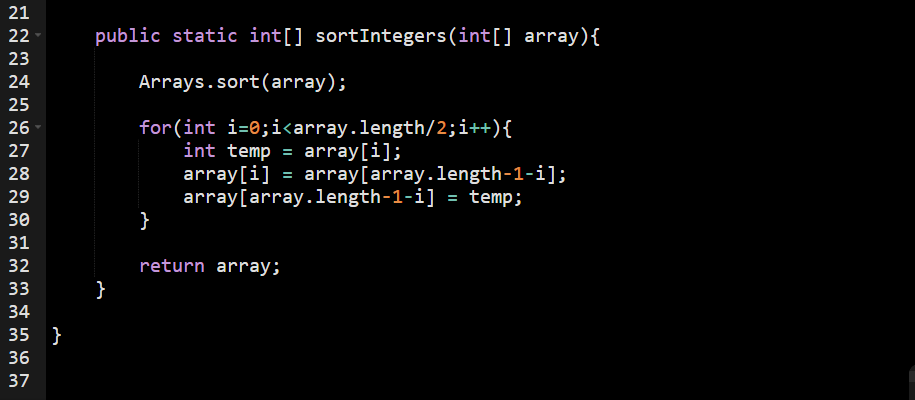 21
22 public static int[] sortIntegers(int[] array){
23
24 Arrays.sort(array);
25
26 for(int i=0;i<array.length/2;i++){
27 int temp = array[i];
28 array[i] = array[array.length-1-i];
29 array[array.length-1-i] = temp;
30 }
31
32 return array;
33 }
34
35 }
36
37